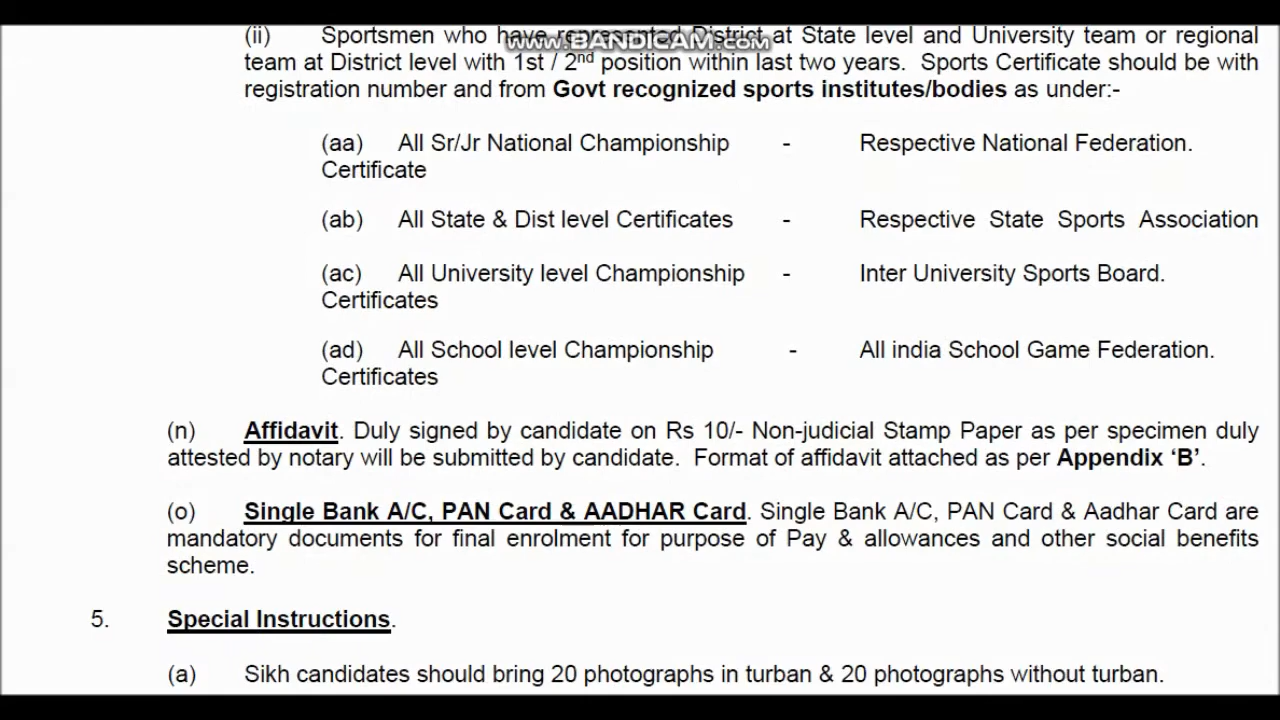 (ii) Sportsmen who have represented District at State level and University team or regional
www.BANDICAM.com
team at District level with 1st / 2nd position within last two years. Sports Certificate should be with
registration number and from Govt recognized sports institutes/bodies as under:-
(aa) All Sr/Jr National Championship - Respective National Federation.
Certificate
(ab) All State & Dist level Certificates - Respective State Sports Association
(ac) All University level Championship - Inter University Sports Board.
Certificates
(ad) All School level Championship - All india School Game Federation.
Certificates
(n) Affidavit. Duly signed by candidate on Rs 10/- Non-judicial Stamp Paper as per specimen duly
attested by notary will be submitted by candidate. Format of affidavit attached as per Appendix ‘B’.
(o) Single Bank A/C, PAN Card & AADHAR Card. Single Bank A/C, PAN Card & Aadhar Card are
mandatory documents for final enrolment for purpose of Pay & allowances and other social benefits
scheme.
5. Special Instructions.
(a) Sikh candidates should bring 20 photographs in turban & 20 photographs without turban.